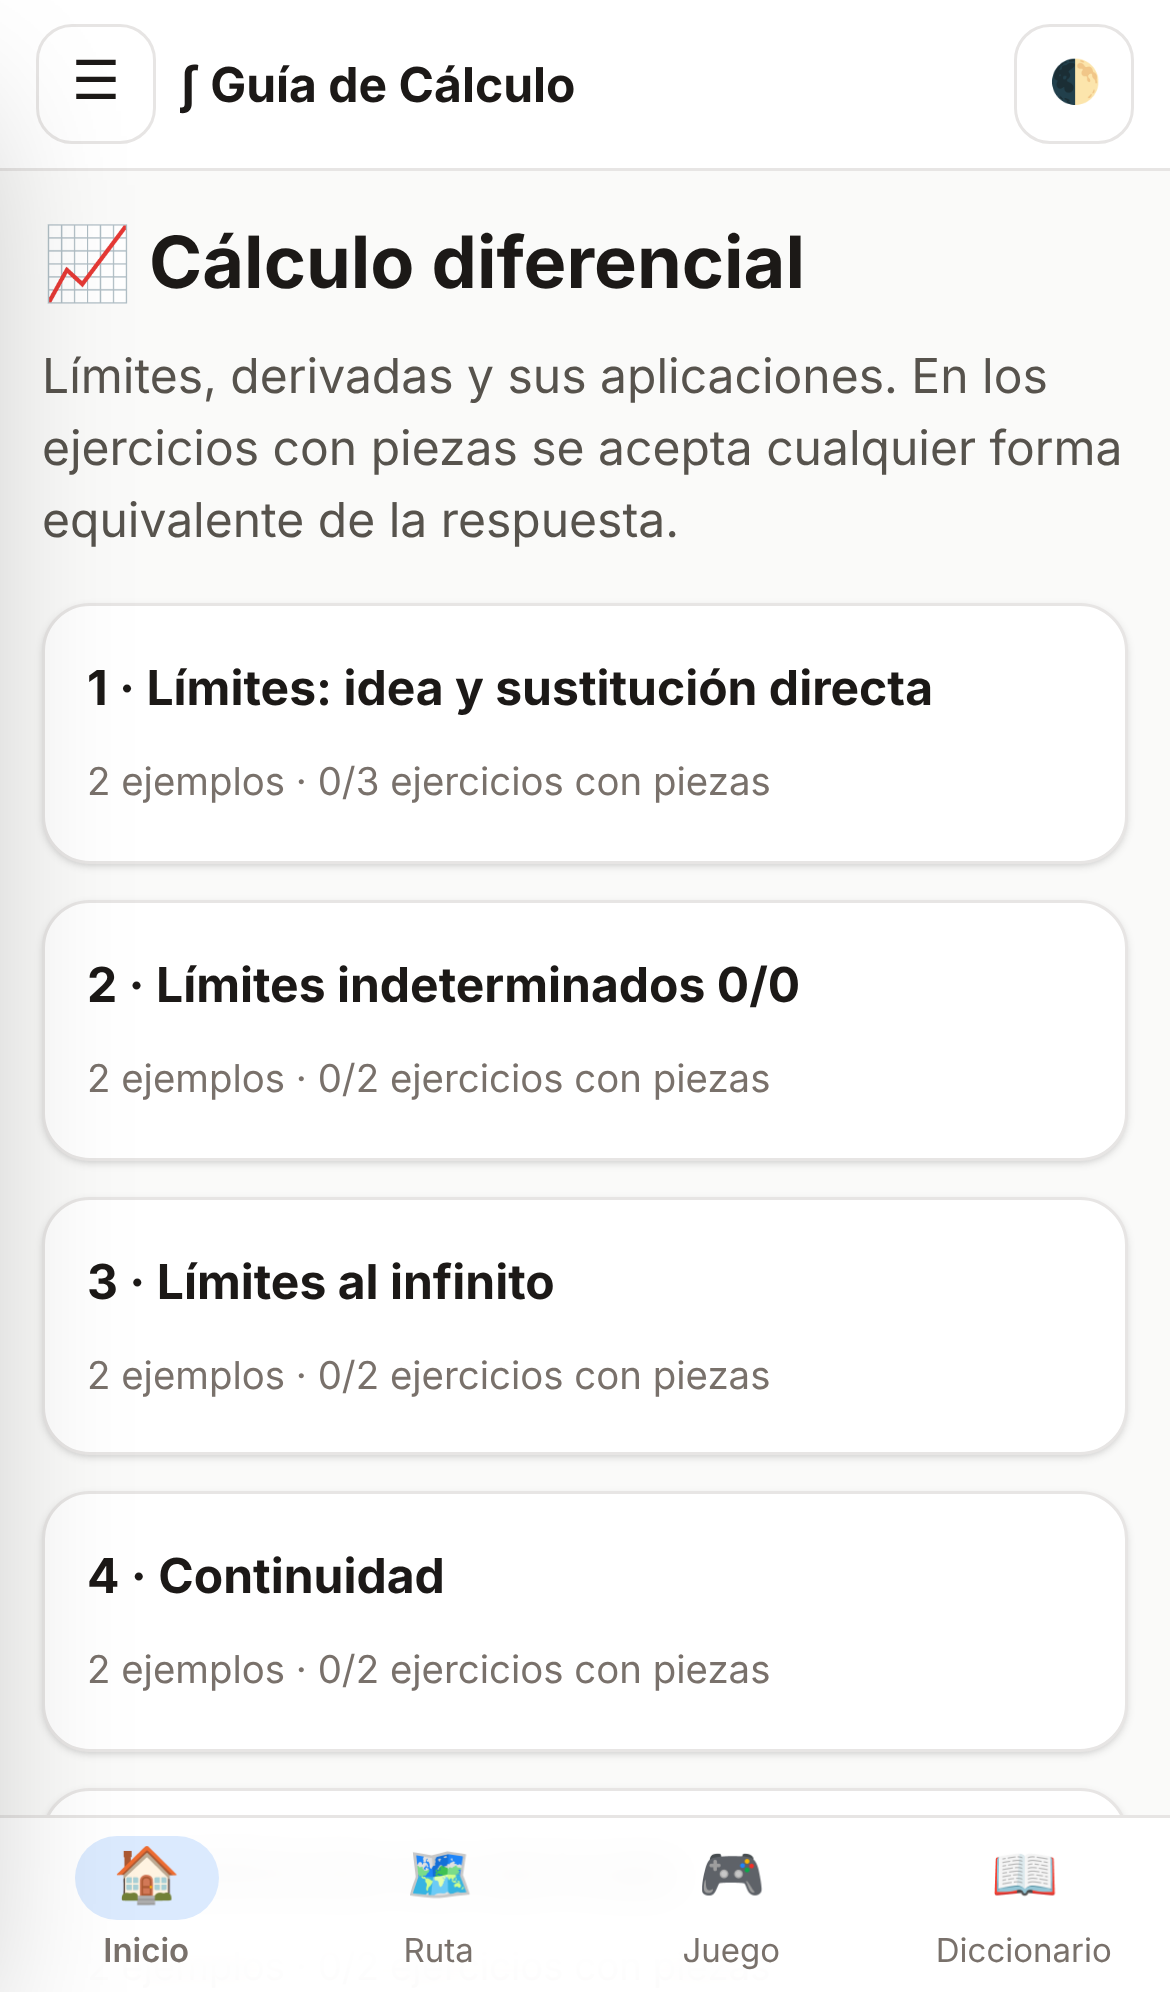 ☰ ∫ Guía de Cálculo
Cálculo diferencial
Límites, derivadas y sus aplicaciones. En los
ejercicios con piezas se acepta cualquier forma
equivalente de la respuesta.
1 · Límites: idea y sustitución directa
2 ejemplos · 0/3 ejercicios con piezas
2 · Límites indeterminados 0/0
2 ejemplos · 0/2 ejercicios con piezas
3 · Límites al infinito
2 ejemplos · 0/2 ejercicios con piezas
4 · Continuidad
2 ejemplos · 0/2 ejercicios con piezas
Inicio Ruta Juego Diccionario